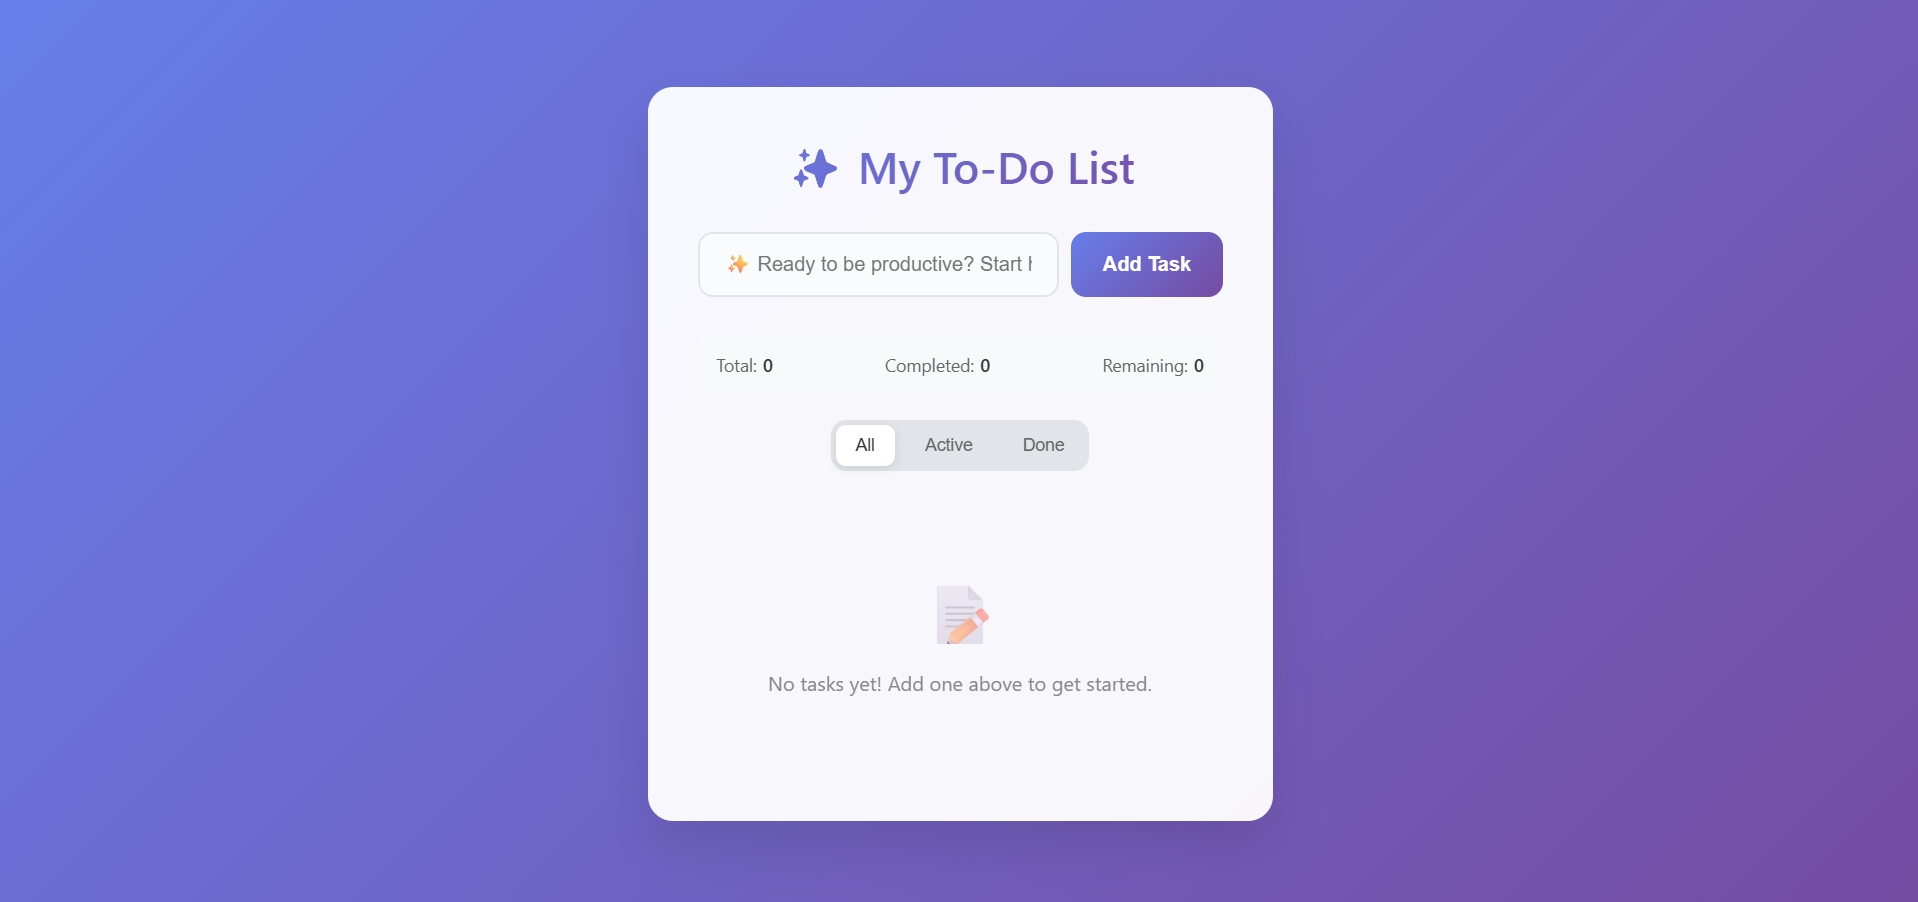 ✨ My To-Do List
✨ Ready to be productive? Start
Add Task
Total: 0
Completed: 0
Remaining: 0
All
Active
Done
No tasks yet! Add one above to get started.